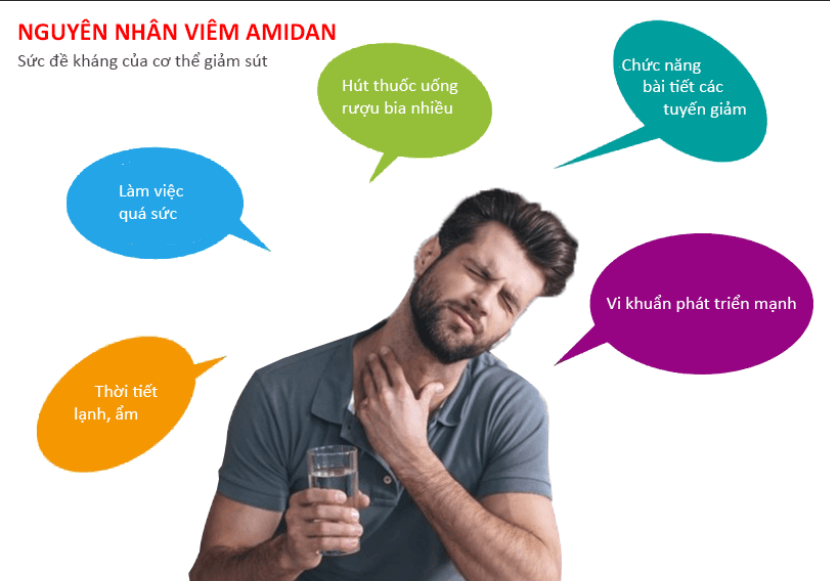 NGUYÊN NHÂN VIÊM AMIDAN
Sức đề kháng của cơ thể giảm sút
Hút thuốc uống
rượu bia nhiều
Chức năng
bài tiết các
tuyến giảm
Làm việc
quá sức
Vi khuẩn phát triển mạnh
Thời tiết
lạnh, ẩm